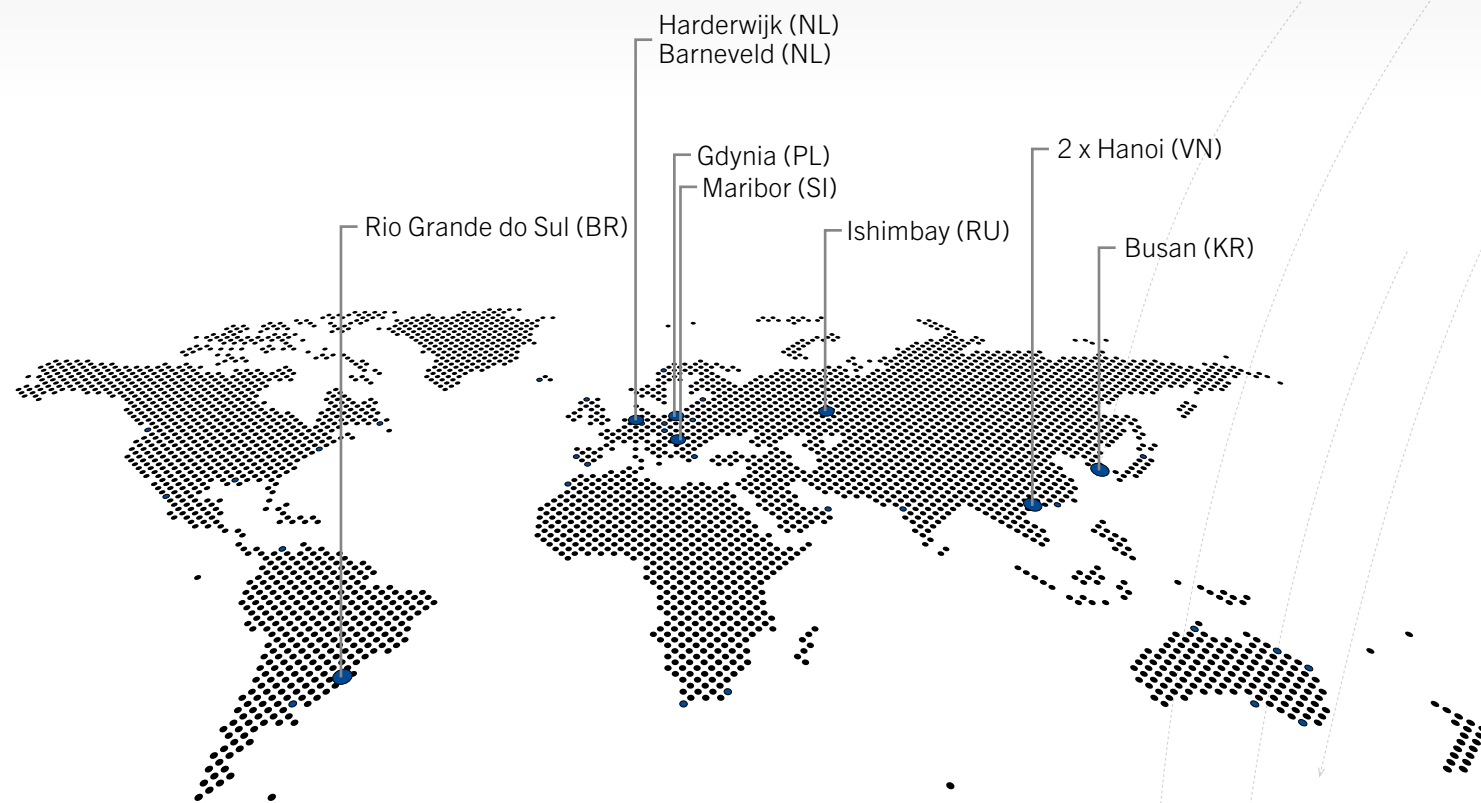 Harderwijk (NL)
Barneveld (NL)
Gdynia (PL)
2 x Hanoi (VN)
Maribor (SI)
Rio Grande do Sul (BR)
Ishimbay (RU)
Busan (KR)